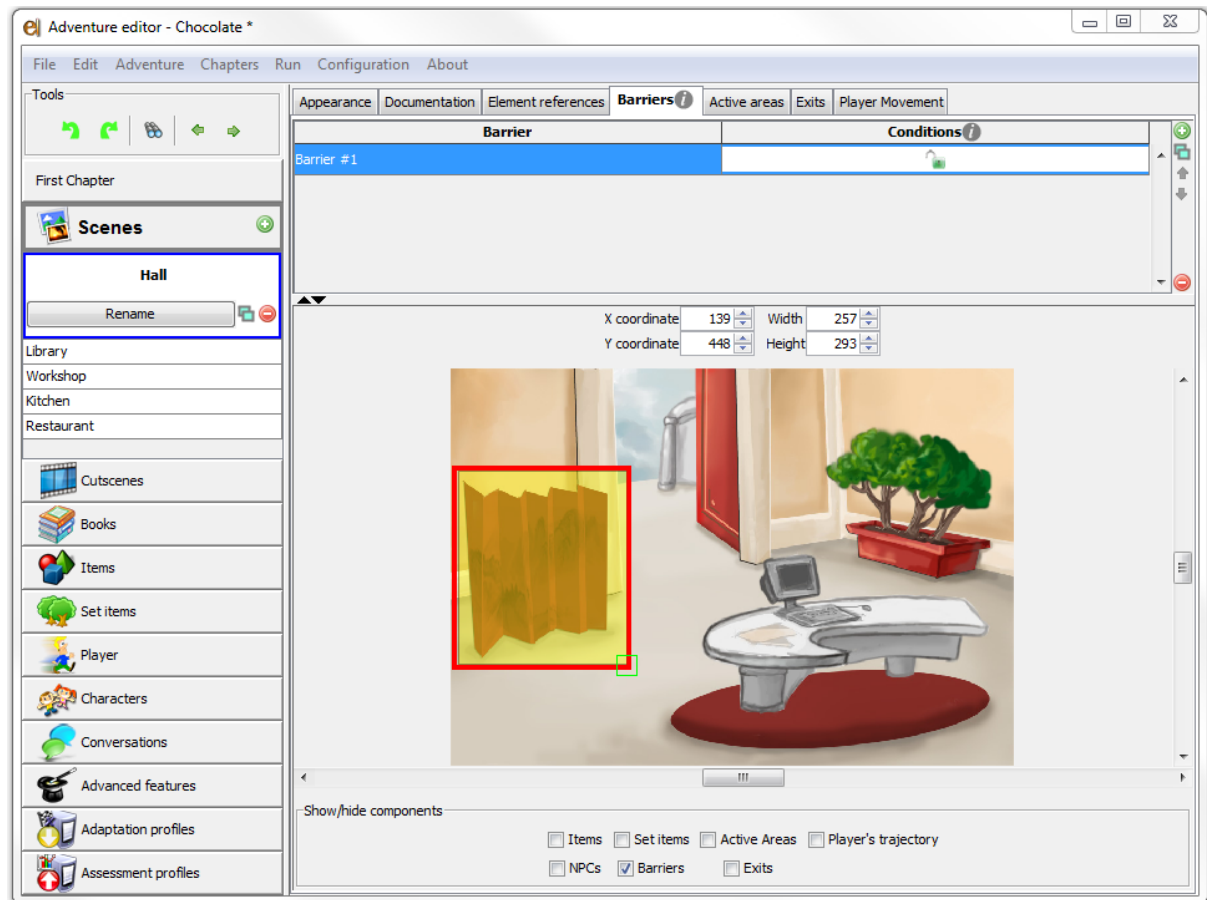 Adventure editor - Chocolate *
File Edit Adventure Chapters Run Configuration About
Tools
First Chapter
Scenes
Hall
Rename
Library
Workshop
Kitchen
Restaurant
Cutscenes
Books
Items
Set items
Player
Characters
Conversations
Advanced features
Adaptation profiles
Assessment profiles
Appearance Documentation Element references Barriers Active areas Exits Player Movement
Barrier Conditions
Barrier #1
X coordinate 139 Width 257
Y coordinate 448 Height 293
Show/hide components
Items Set items Active Areas Player's trajectory
NPCs Barriers Exits